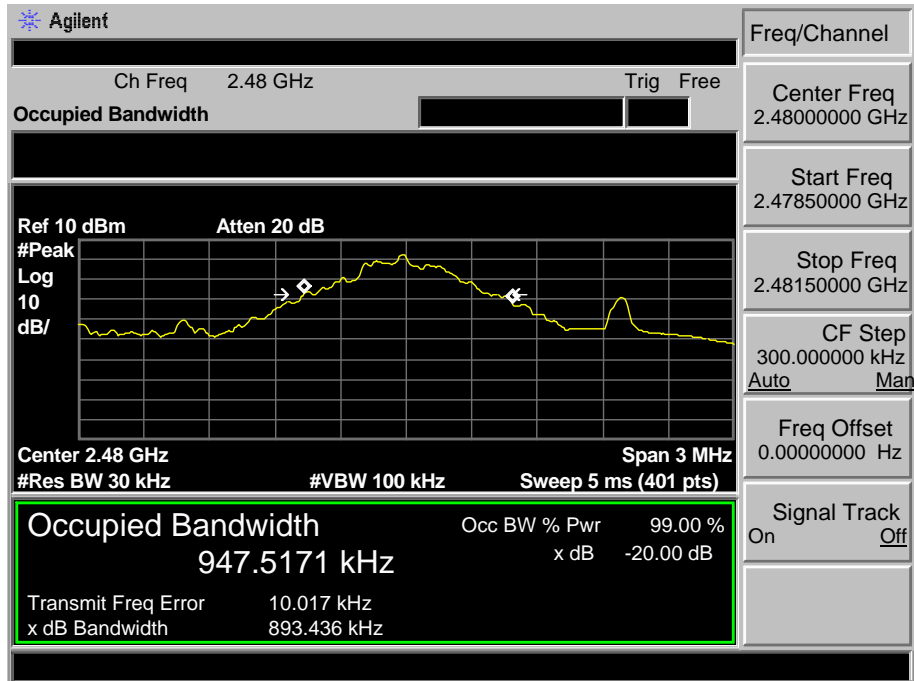 Agilent
Ch Freq 2.48 GHz Trig Free
Occupied Bandwidth
Ref 10 dBm Atten 20 dB
#Peak
Log
10
dB/
Center 2.48 GHz Span 3 MHz
#Res BW 30 kHz #VBW 100 kHz Sweep 5 ms (401 pts)
Occupied Bandwidth
947.5171 kHz
Occ BW % Pwr 99.00 %
x dB -20.00 dB
Transmit Freq Error 10.017 kHz
x dB Bandwidth 893.436 kHz
Freq/Channel
Center Freq
2.48000000 GHz
Start Freq
2.47850000 GHz
Stop Freq
2.48150000 GHz
CF Step
300.000000 kHz
Auto Man
Freq Offset
0.00000000 Hz
Signal Track
On Off